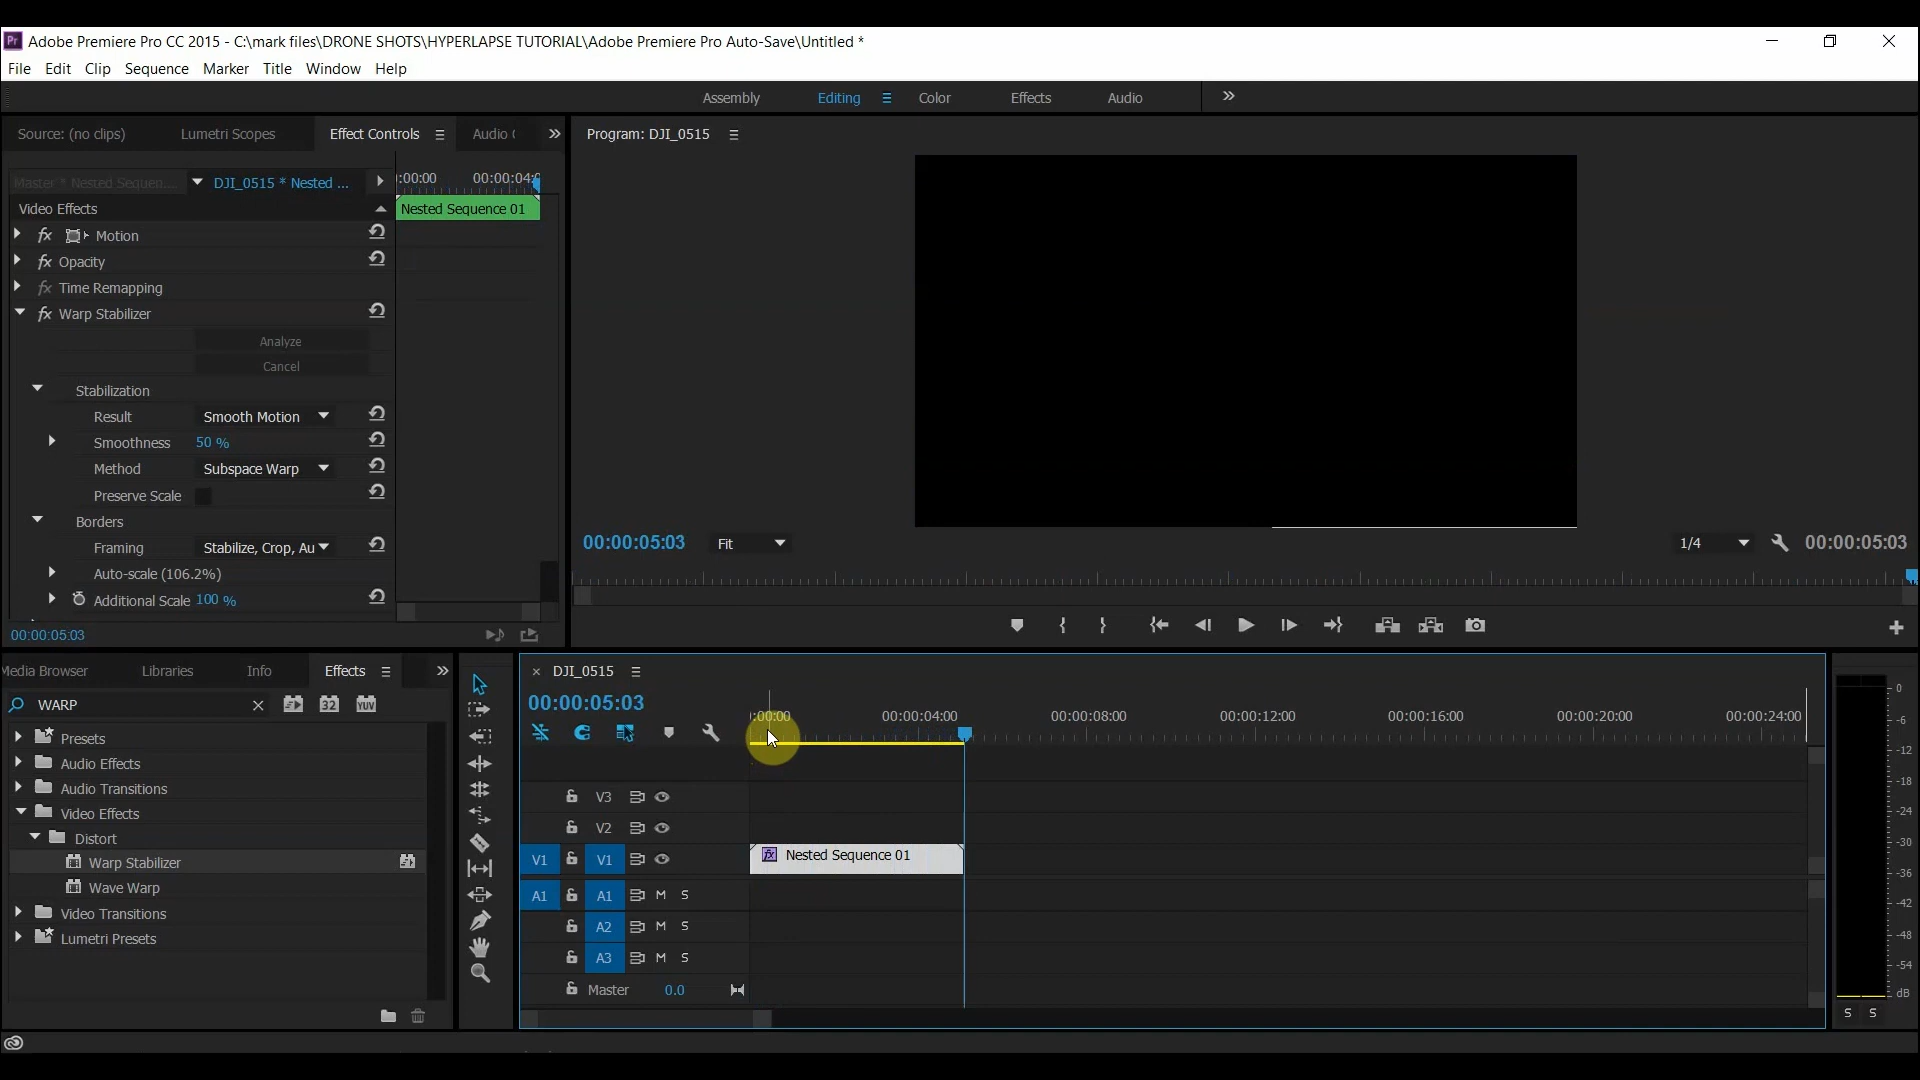 Adobe Premiere Pro CC 2015 - C:\mark files\DRONE SHOTS\HYPERLAPSE TUTORIAL\Adobe Premiere Pro Auto-Save\Untitled *
File Edit Clip Sequence Marker Title Window Help
Assembly Editing Color Effects Audio
Source: (no clips) Lumetri Scopes Effect Controls Audio
Program: DJI_0515
Master * Nested Sequen... DJI_0515 * Nested ... :00:00 00:00:04:
Video Effects
Nested Sequence 01
fx Motion
fx Opacity
fx Time Remapping
fx Warp Stabilizer
Analyze
Cancel
Stabilization
Result Smooth Motion
Smoothness 50 %
Method Subspace Warp
Preserve Scale
Borders
Framing Stabilize, Crop, Au
Auto-scale (106.2%)
Additional Scale 100 %
00:00:05:03
00:00:05:03 Fit 1/4 00:00:05:03
Media Browser Libraries Info Effects
WARP 32 YUV
Presets
Audio Effects
Audio Transitions
Video Effects
Distort
Warp Stabilizer
Wave Warp
Video Transitions
Lumetri Presets
× DJI_0515
00:00:05:03
:00:00 00:00:04:00 00:00:08:00 00:00:12:00 00:00:16:00 00:00:20:00 00:00:24:00
V3
V2
V1 V1 fx Nested Sequence 01
A1 A1 M S
A2 M S
A3 M S
Master 0.0
0
-6
-12
-18
-24
-30
-36
-42
-48
-54
dB
S S